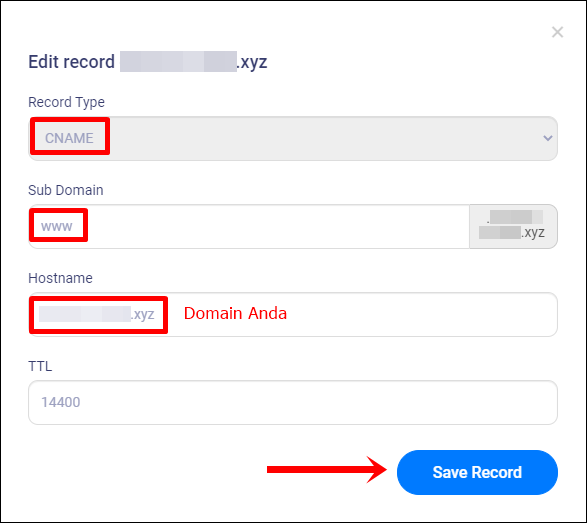 ×
Edit record .xyz
Record Type
CNAME
Sub Domain
www
.
.xyz
Hostname
.xyz Domain Anda
TTL
14400
Save Record